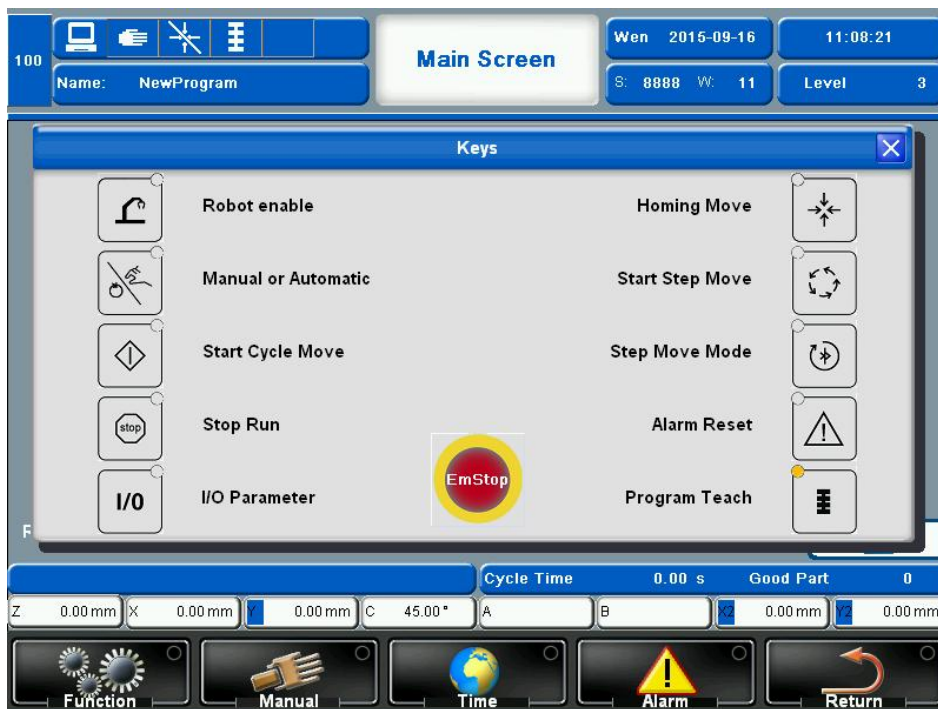 100
Name: NewProgram
Main Screen
Wen 2015-09-16
11:08:21
S: 8888 W: 11
Level 3
Keys
Robot enable
Homing Move
Manual or Automatic
Start Step Move
Start Cycle Move
Step Move Mode
stop
Stop Run
Alarm Reset
I/0
I/O Parameter
EmStop
Program Teach
Cycle Time 0.00 s Good Part 0
Z 0.00 mm X 0.00 mm Y 0.00 mm C 45.00° A B X2 0.00 mm Y2 0.00 mm
Function
Manual
Time
Alarm
Return